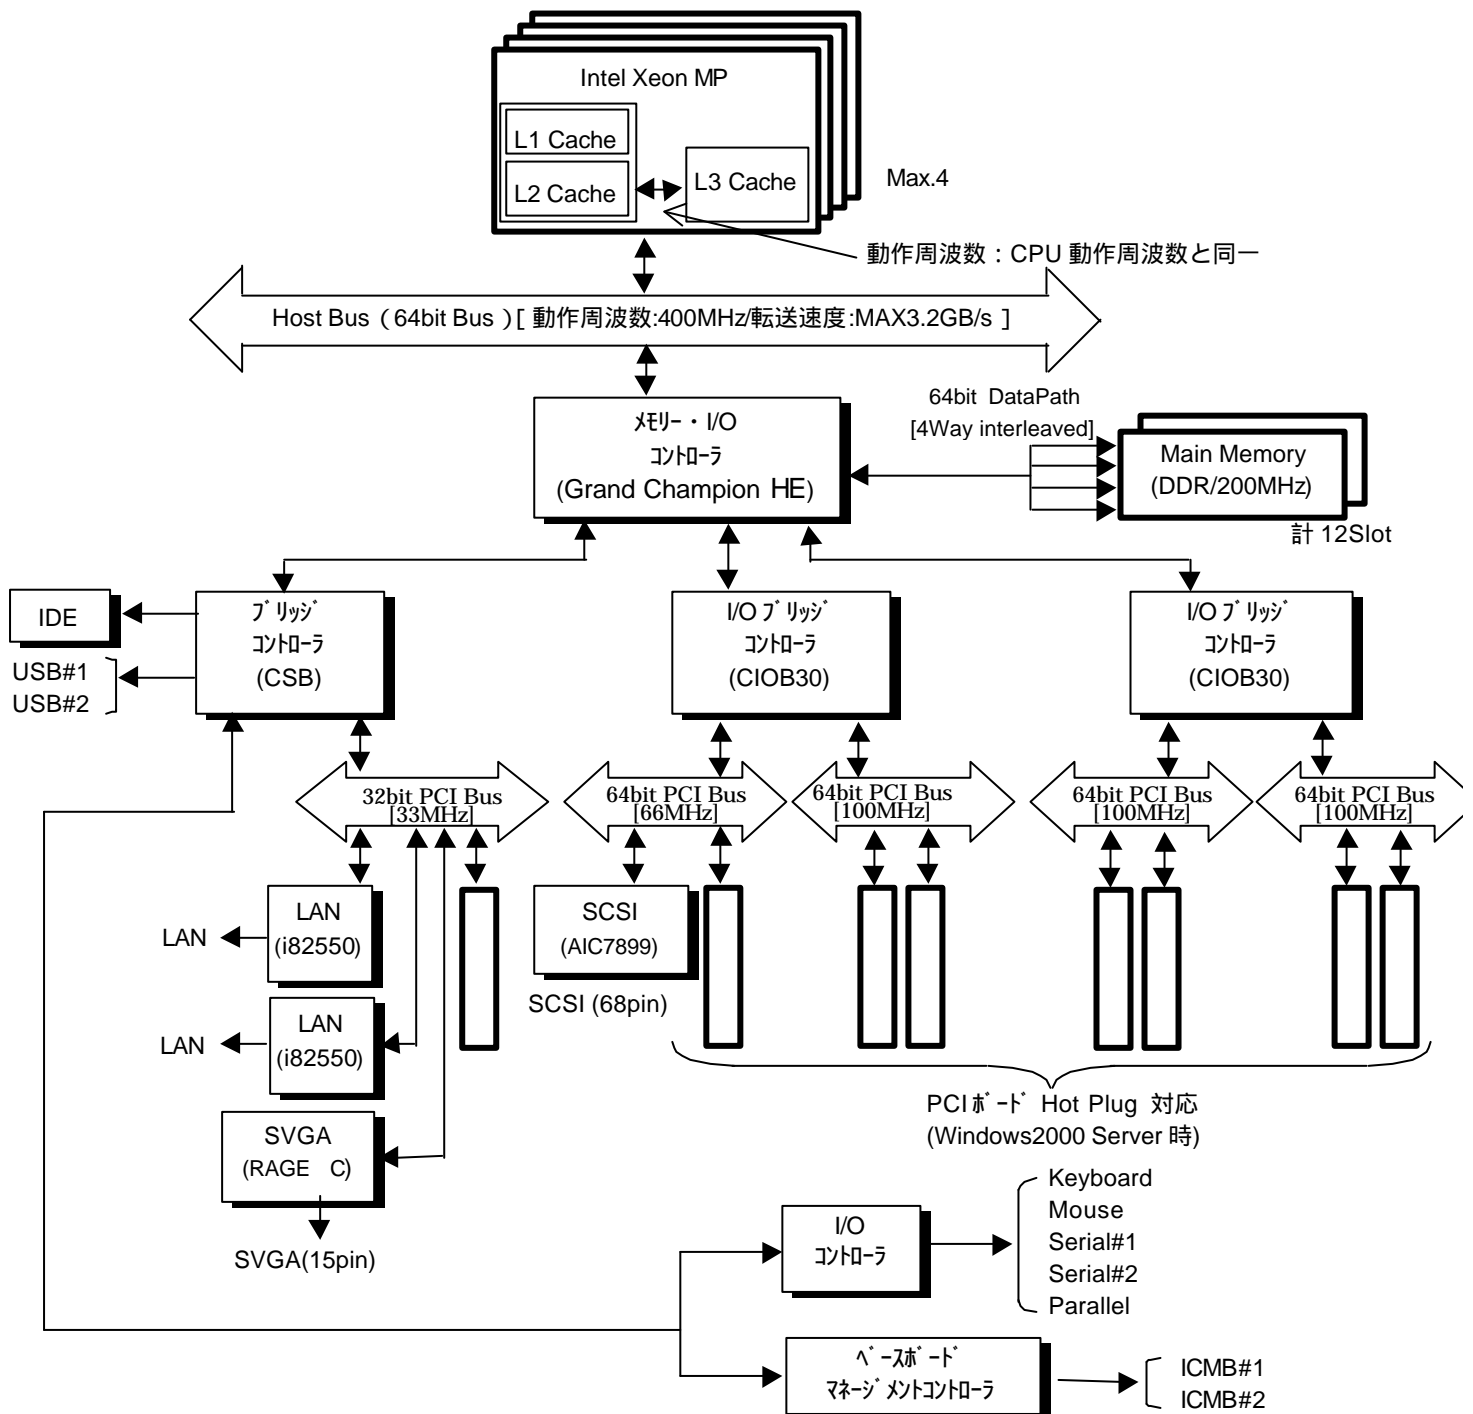 Intel Xeon MP
L1 Cache
L2 Cache
L3 Cache
Max.4
動作周波数：CPU 動作周波数と同一
Host Bus（64bit Bus）[ 動作周波数:400MHz/転送速度:MAX3.2GB/s ]
64bit DataPath
[4Way interleaved]
ﾒﾓﾘｰ・I/O
ｺﾝﾄﾛｰﾗ
(Grand Champion HE)
Main Memory
(DDR/200MHz)
計 12Slot
IDE
USB#1
USB#2
ﾌﾞﾘｯｼﾞ
ｺﾝﾄﾛｰﾗ
(CSB)
I/O ﾌﾞﾘｯｼﾞ
ｺﾝﾄﾛｰﾗ
(CIOB30)
I/O ﾌﾞﾘｯｼﾞ
ｺﾝﾄﾛｰﾗ
(CIOB30)
32bit PCI Bus
[33MHz]
64bit PCI Bus
[66MHz]
64bit PCI Bus
[100MHz]
64bit PCI Bus
[100MHz]
64bit PCI Bus
[100MHz]
LAN
LAN
(i82550)
SCSI
(AIC7899)
SCSI (68pin)
LAN
LAN
(i82550)
PCI ﾎﾞｰﾄﾞ Hot Plug 対応
(Windows2000 Server 時)
SVGA
(RAGE C)
SVGA(15pin)
I/O
ｺﾝﾄﾛｰﾗ
Keyboard
Mouse
Serial#1
Serial#2
Parallel
ﾍﾞｰｽﾎﾞｰﾄﾞ
ﾏﾈｰｼﾞﾒﾝﾄｺﾝﾄﾛｰﾗ
ICMB#1
ICMB#2